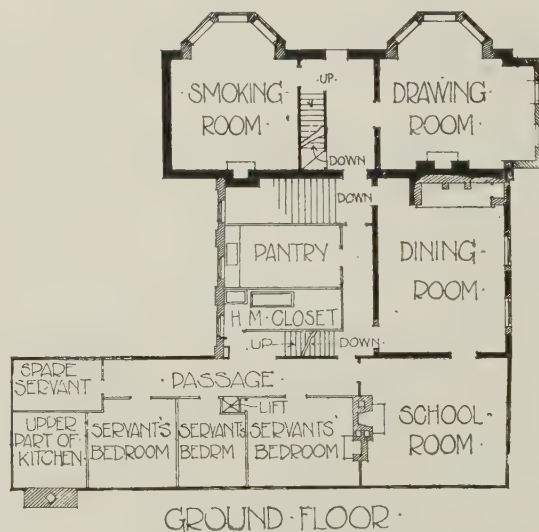 ·UP·
·SMOKING·
ROOM·
DRAWING·
ROOM·
DOWN
DOWN
PANTRY
DINING·
ROOM·
H·M·CLOSET
·UP·
DOWN
SPARE
SERVANT
·PASSAGE·
LIFT
UPPER
PART OF·
KITCHEN
SERVANT'S
BEDROOM
SERVANTS
BEDRM
SERVANTS'
BEDROOM
SCHOOL·
ROOM·
GROUND·FLOOR·